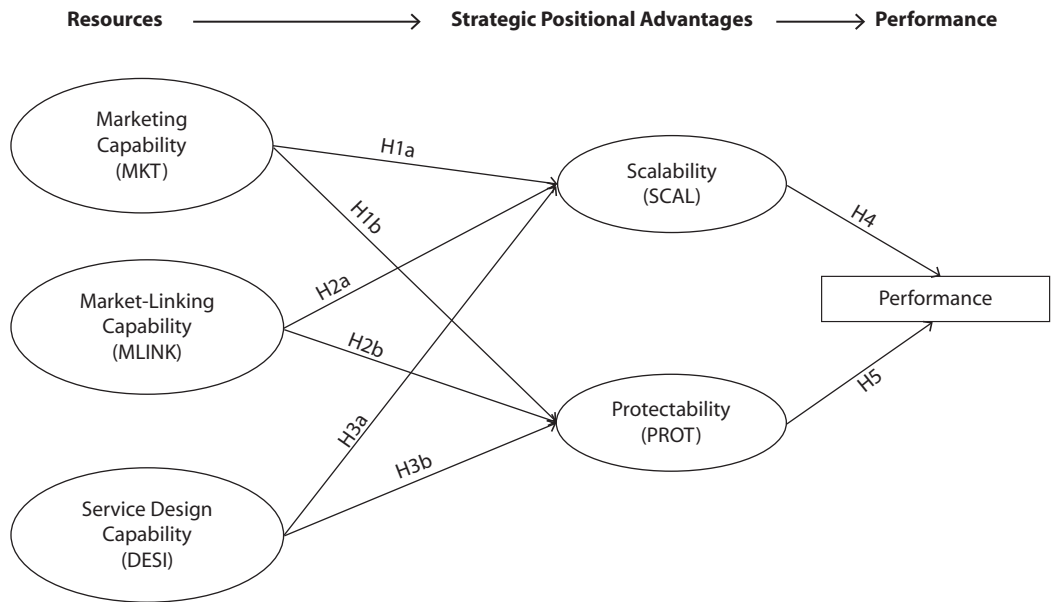 Resources
Strategic Positional Advantages
Performance
Marketing
Capability
(MKT)
H1a
H1b
Scalability
(SCAL)
H4
Market-Linking
Capability
(MLINK)
H2a
H2b
Performance
Protectability
(PROT)
H5
Service Design
Capability
(DESI)
H3a
H3b